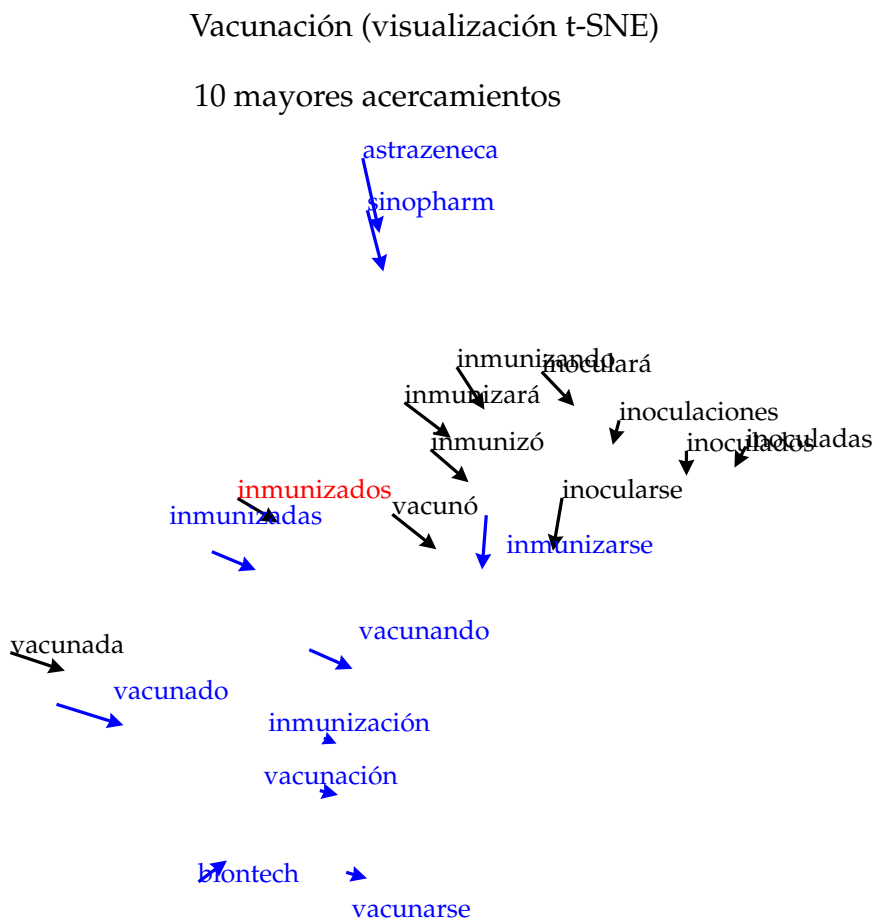 Vacunación (visualización t-SNE)
10 mayores acercamientos
astrazeneca
sinopharm
inmunizando
inoculará
inmunizará
inoculaciones
inmunizó
inoculados
inoculadas
inmunizados
inocularse
vacunó
inmunizadas
inmunizarse
vacunando
vacunada
vacunado
inmunización
vacunación
biontech
vacunarse